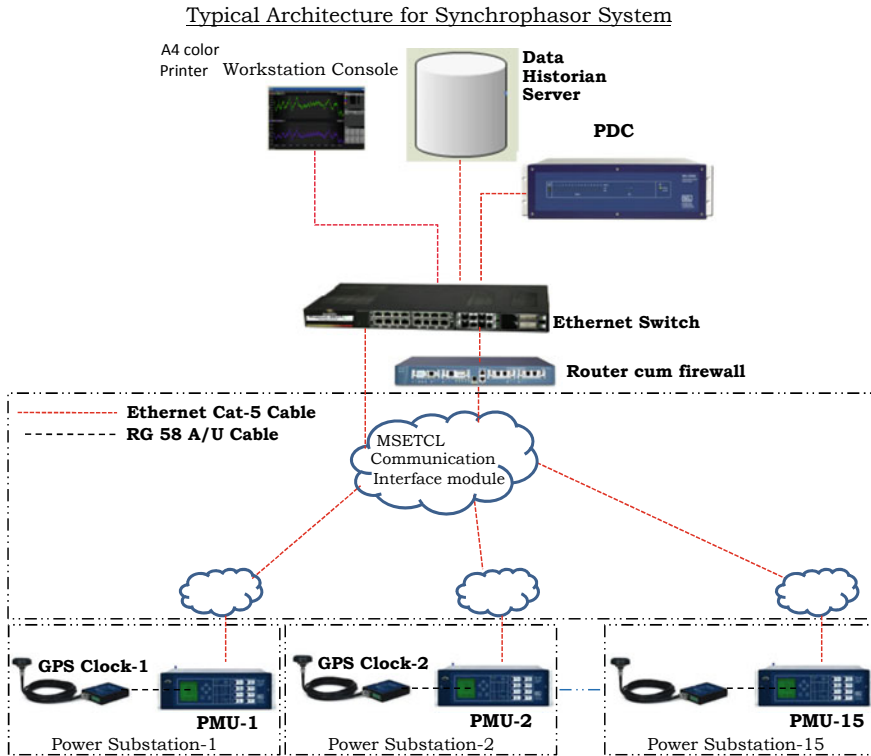 Typical Architecture for Synchrophasor System
A4 color
Printer
Workstation Console
Data
Historian
Server
PDC
Ethernet Switch
Router cum firewall
Ethernet Cat-5 Cable
RG 58 A/U Cable
MSETCL
Communication
Interface module
GPS Clock-1
PMU-1
Power Substation-1
GPS Clock-2
PMU-2
Power Substation-2
PMU-15
Power Substation-15